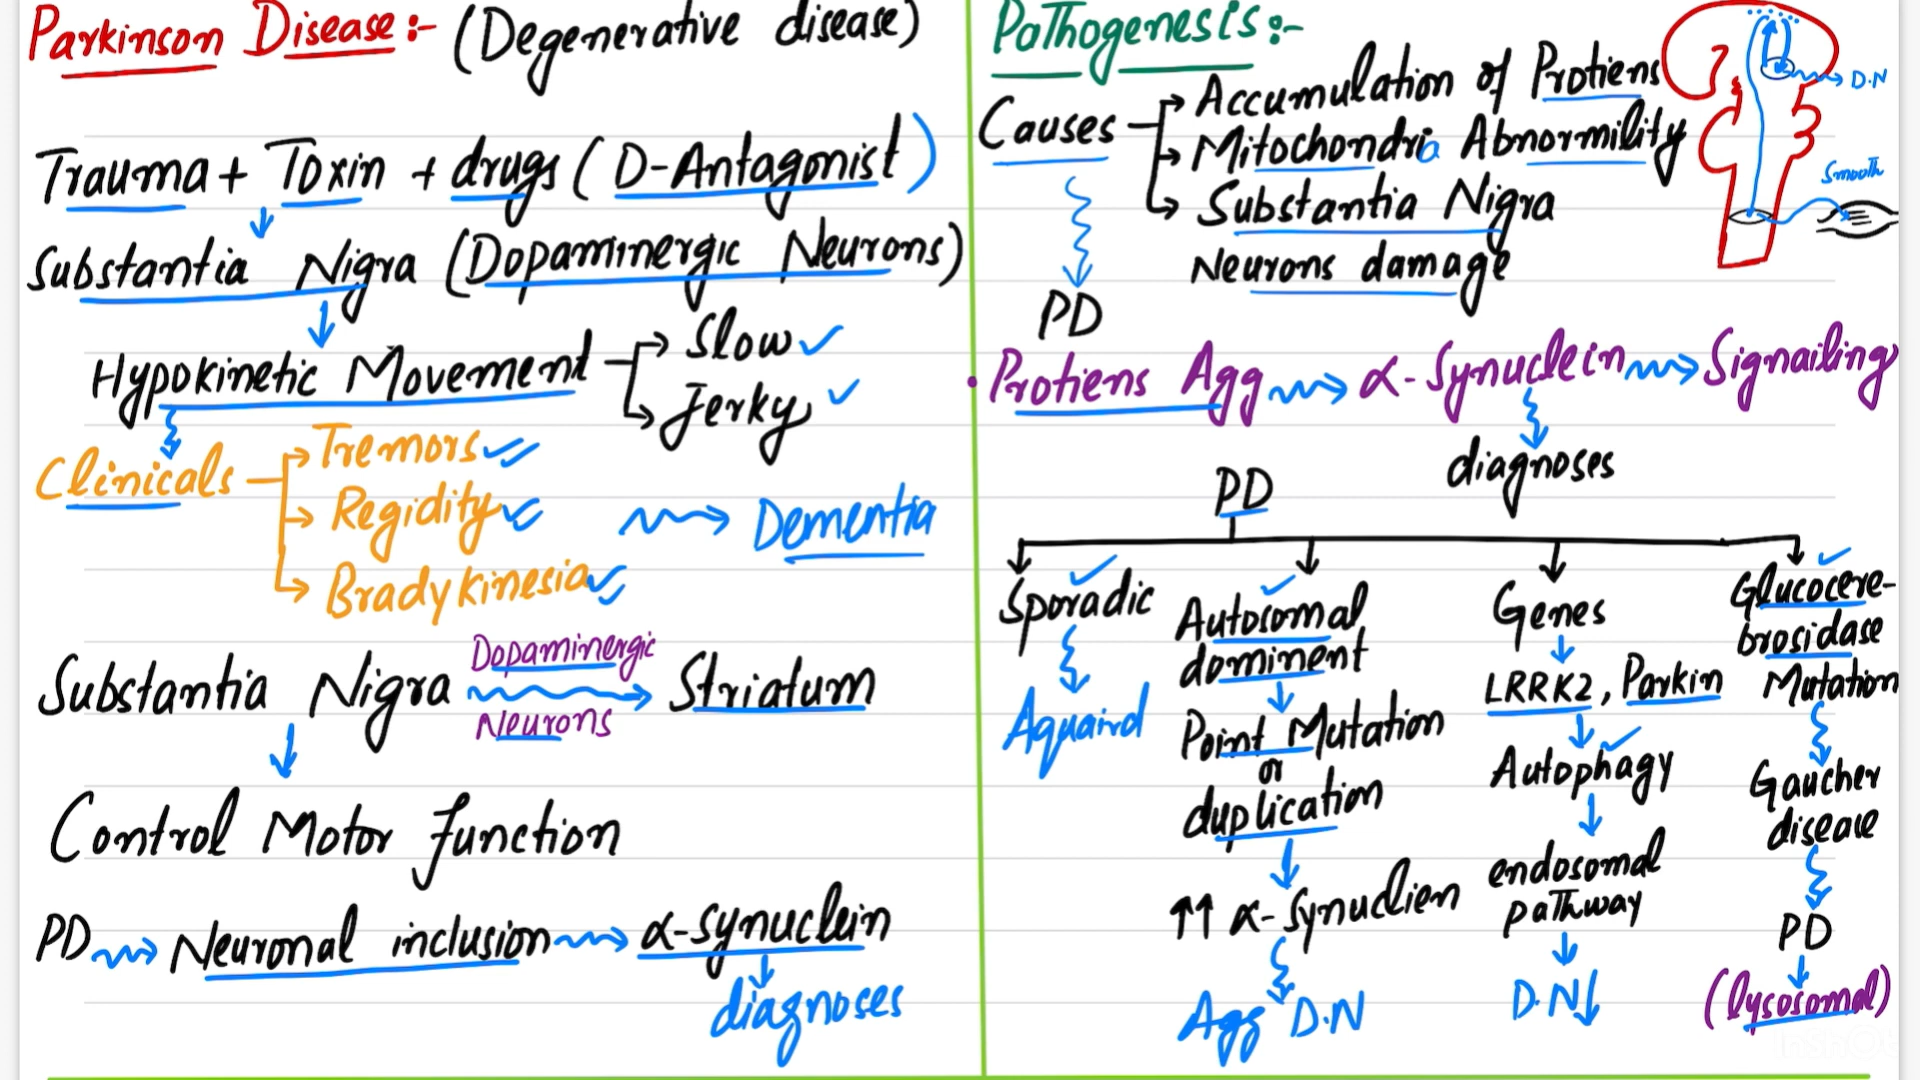 Parkinson Disease:- (Degenerative disease)
Trauma + Toxin + drugs ( D-Antagonist )
Substantia Nigra (Dopaminergic Neurons)
Hypokinetic Movement
Slow
Jerky
Clinicals
Tremors
Regidity
Bradykinesia
Dementia
Substantia Nigra
Dopaminergic
Neurons
Striatum
Control Motor function
PD
Neuronal inclusion
α-synuclein
diagnoses
Pathogenesis:-
Causes
Accumulation of Protiens
Mitochondria Abnormility
Substantia Nigra
Neurons damage
PD
D.N
Smooth
• Protiens Agg
α-Synuclein
Signailing
diagnoses
PD
Sporadic
Aquaird
Autosomal
dominent
Point Mutation
or
duplication
↑↑ α-Synuclien
Agg D.N
Genes
LRRK2, Parkin
Autophagy
endosomal
pathway
D.N↓
Glucocere-
brosidase
Mutation
Gaucher
disease
PD
(lysosomal)